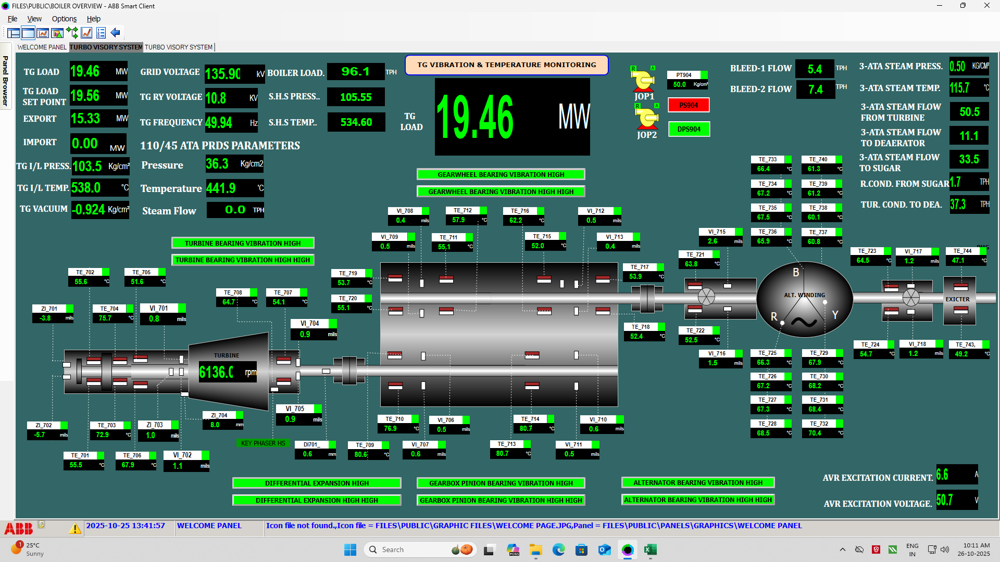 FILES\PUBLIC\BOILER OVERVIEW - ABB Smart Client
File View Options Help
WELCOME PANEL TURBO VISORY SYSTEM TURBO VISORY SYSTEM
Panel Browser
TG VIBRATION & TEMPERATURE MONITORING
TG LOAD 19.46 MW
TG LOAD SET POINT 19.56 MW
EXPORT 15.33 MW
IMPORT 0.00 MW
TG I/L PRESS. 103.5 Kg/cm²
TG I/L TEMP. 538.0 °C
TG VACUUM -0.924 Kg/cm²
GRID VOLTAGE 135.90 kV
TG RY VOLTAGE 10.8 KV
TG FREQUENCY 49.94 Hz
110/45 ATA PRDS PARAMETERS
Pressure 36.3 Kg/cm2
Temperature 441.9 'C
Steam Flow 0.0 TPH
BOILER LOAD. 96.1 TPH
S.H.S PRESS.. 105.55
S.H.S TEMP.. 534.60
TG LOAD 19.46 MW
R A
JOP1
R A
JOP2
PT904
50.0 Kg/cm²
PS904
DPS904
BLEED-1 FLOW 5.4 TPH
BLEED-2 FLOW 7.4 TPH
3-ATA STEAM PRESS. 0.50 KG/CM²
3-ATA STEAM TEMP. 115.7 °C
3-ATA STEAM FLOW FROM TURBINE 50.5
3-ATA STEAM FLOW TO DEAERATOR 11.1
3-ATA STEAM FLOW TO SUGAR 33.5
R.COND. FROM SUGAR 1.7 TPH
TUR. COND. TO DEA. 37.3 TPH
GEARWHEEL BEARING VIBRATION HIGH
GEARWHEEL BEARING VIBRATION HIGH HIGH
TURBINE BEARING VIBRATION HIGH
TURBINE BEARING VIBRATION HIGH HIGH
TE_733 66.4 °C
TE_740 61.3 °C
TE_734 67.2 °C
TE_739 61.2 °C
TE_735 67.5 °C
TE_738 60.1 °C
TE_736 65.9 °C
TE_737 60.8 °C
VI_708 0.4 mils
TE_712 57.9 °C
TE_716 62.2 °C
VI_712 0.5 mils
VI_709 0.5 mils
TE_711 55.1 °C
TE_715 52.0 °C
VI_713 0.4 mils
VI_715 2.6 mils
TE_721 63.8 °C
TE_723 64.5 °C
VI_717 1.2 mils
TE_744 47.1 °C
TE_702 55.6 °C
TE_705 51.6 °C
TE_719 53.7 °C
TE_717 53.9 °C
TE_708 64.7 °C
TE_707 54.1 °C
TE_720 55.1 °C
ZI_701 -3.8 mils
TE_704 75.7 °C
VI_701 0.8 mils
VI_704 0.9 mils
TE_718 52.4 °C
TE_722 52.5 °C
B
ALT. WINDING
R Y
EXICTER
TE_724 54.7 °C
VI_718 1.2 mils
TE_743, 49.2 °C
TURBINE
6136.0 rpm
VI_716 1.5 mils
TE_725 66.3 °C
TE_729 67.9 °C
TE_726 67.2 °C
TE_730 68.2 °C
TE_727 67.3 °C
TE_731 68.4 °C
TE_728 68.5 °C
TE_732 70.4 °C
ZI_702 -5.7 mils
TE_703 72.9 °C
ZI_703 1.0 mils
ZI_704 8.0 mm
VI_705 0.9 mils
TE_710 76.9 °C
VI_706 0.5 mils
TE_714 80.7 °C
VI_710 0.6 mils
KEY PHASER HS
DI701_ 0.6 mm
TE_709 80.6 °C
VI_707 0.6 mils
TE_713 80.7 °C
VI_711 0.5 mils
TE_701 55.5 °C
TE_706 67.9 °C
VI_702 1.1 mils
DIFFERENTIAL EXPANSION HIGH
DIFFERENTIAL EXPANSION HIGH HIGH
GEARBOX PINION BEARING VIBRATION HIGH
GEARBOX PINION BEARING VIBRATION HIGH HIGH
ALTERNATOR BEARING VIBRATION HIGH
ALTERNATOR BEARING VIBRATION HIGH HIGH
AVR EXCITATION CURRENT. 6.6 A
AVR EXCITATION VOLTAGE. 50.7 V
ABB 2025-10-25 13:41:57 WELCOME PANEL Icon file not found.,Icon file = FILES\PUBLIC\GRAPHIC FILES\WELCOME PAGE.JPG,Panel = FILES\PUBLIC\PANELS\GRAPHICS\WELCOME PANEL
1 25°C
Sunny
Search
M365
ENG
IN
10:11 AM
26-10-2025